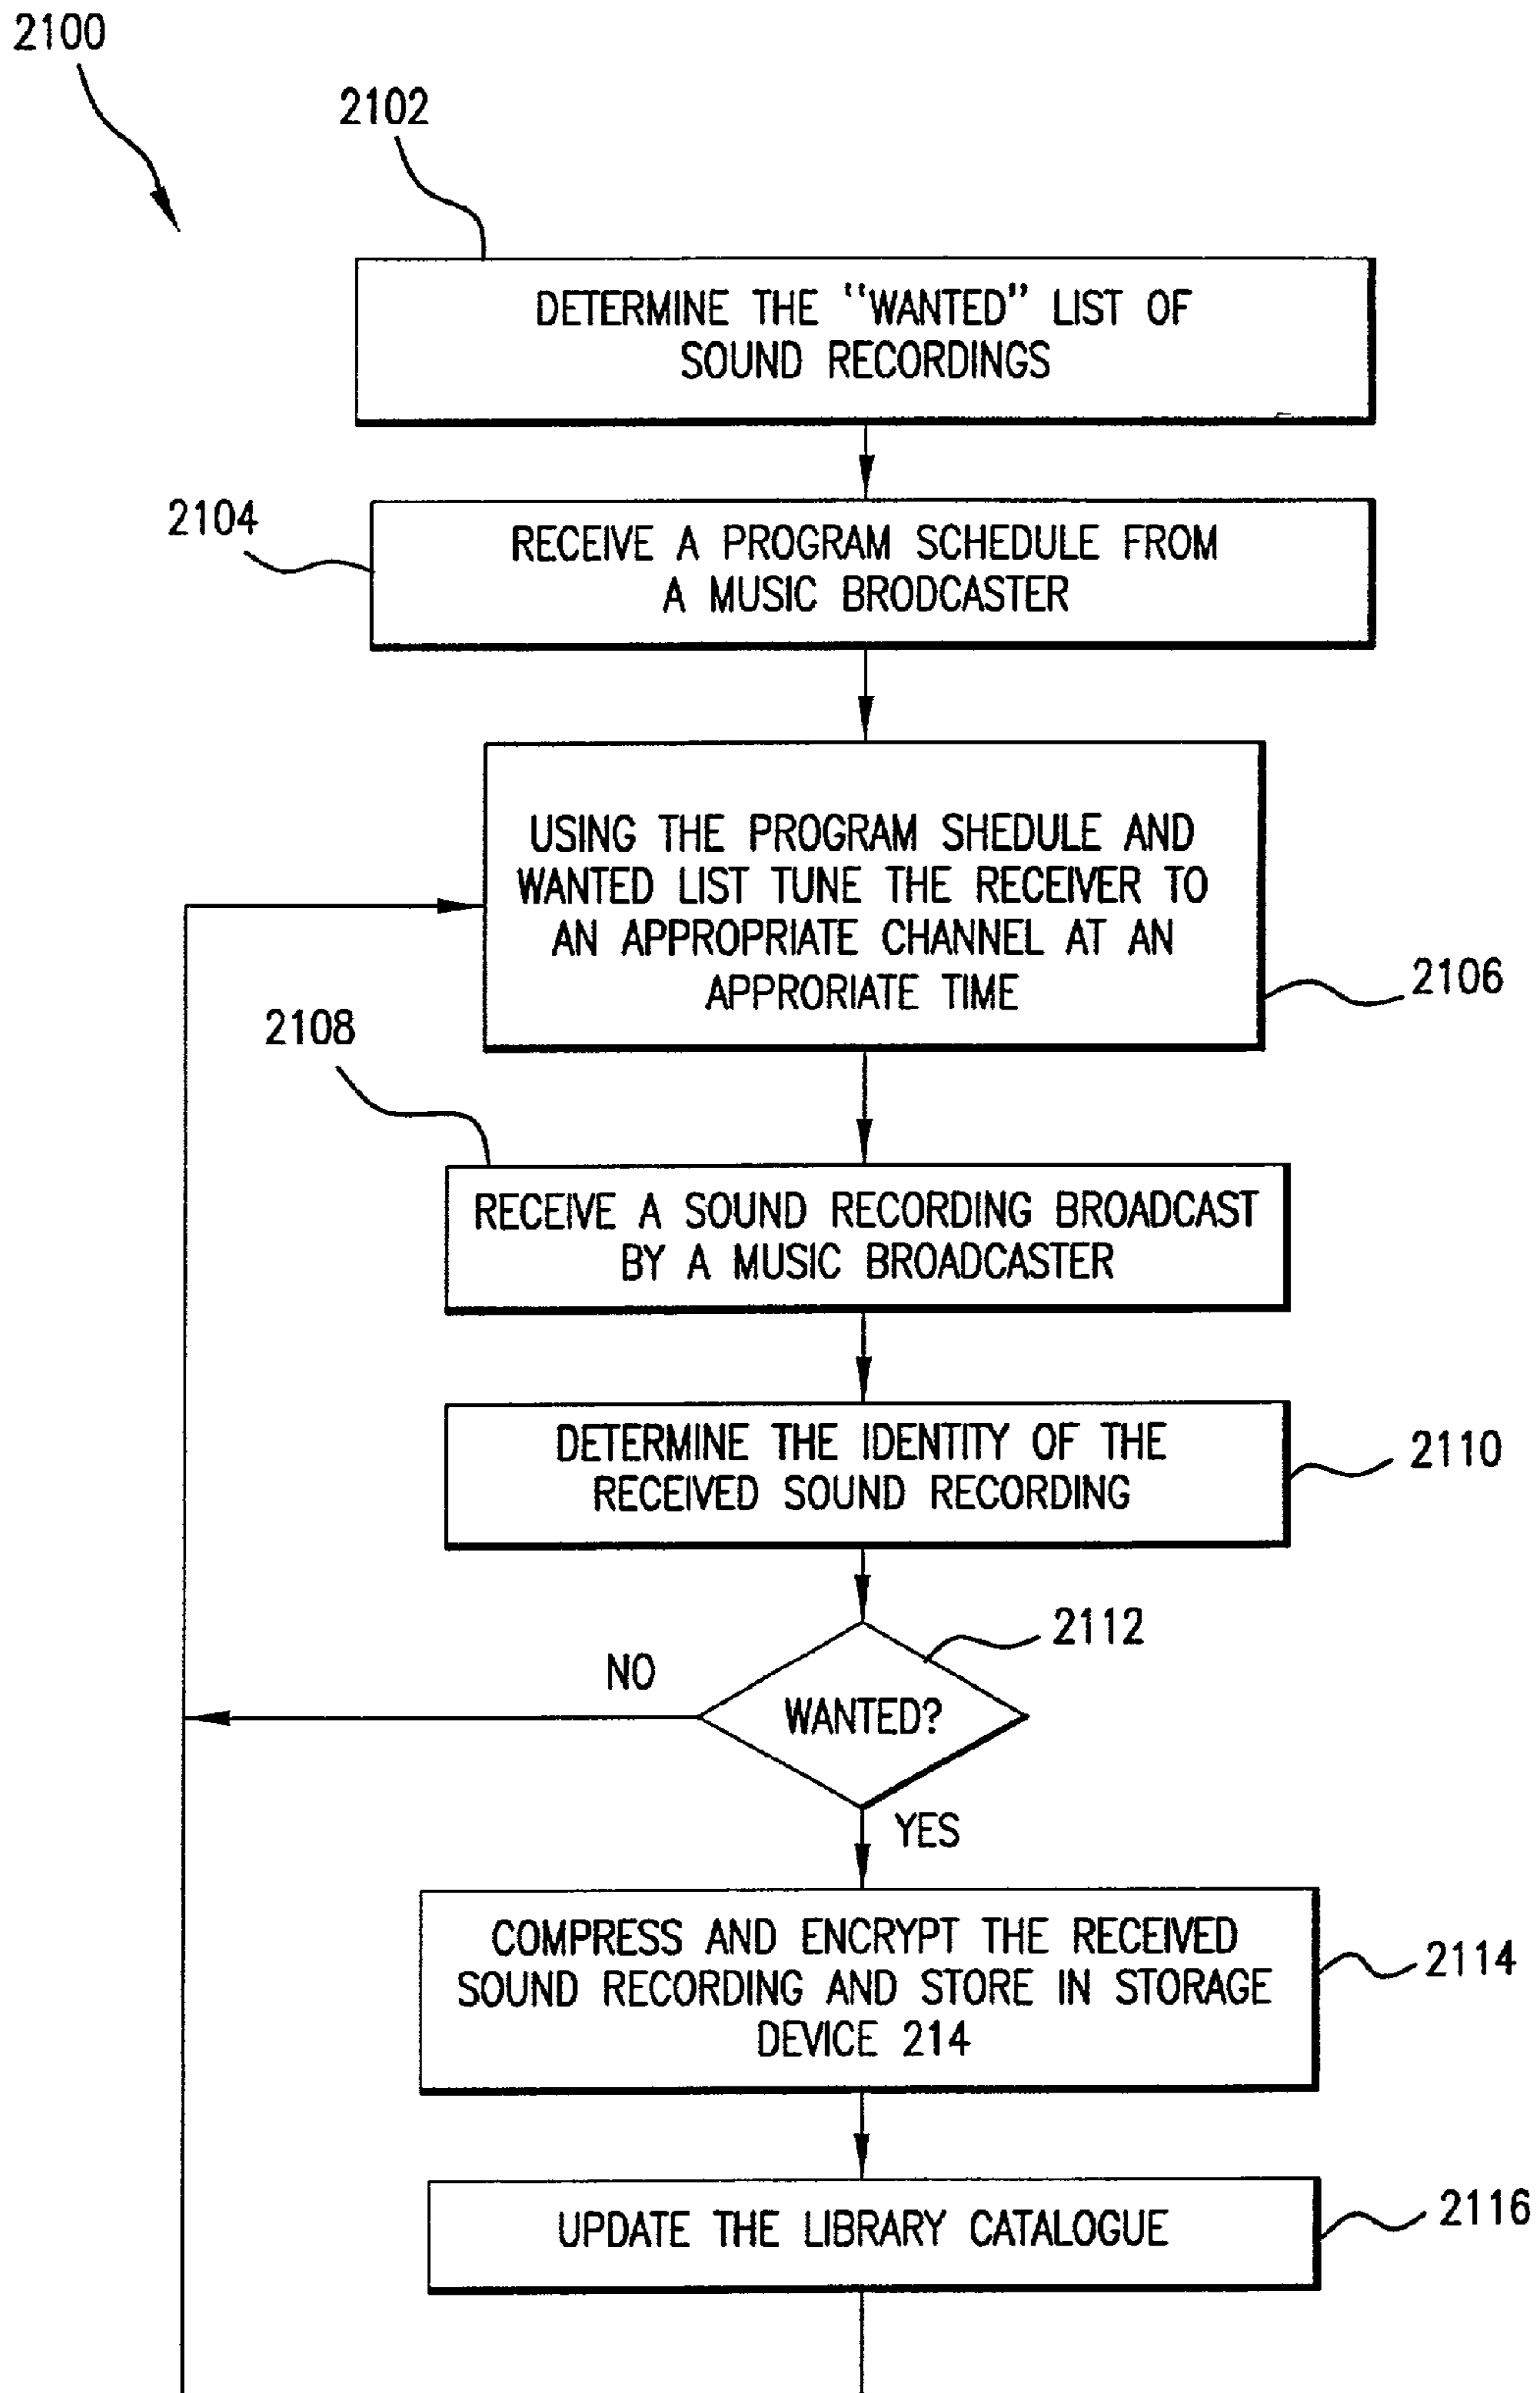 2100
2102
DETERMINE THE "WANTED" LIST OF
SOUND RECORDINGS
2104
RECEIVE A PROGRAM SCHEDULE FROM
A MUSIC BRODCASTER
USING THE PROGRAM SHEDULE AND
WANTED LIST TUNE THE RECEIVER TO
AN APPROPRIATE CHANNEL AT AN
APPRORIATE TIME
2106
2108
RECEIVE A SOUND RECORDING BROADCAST
BY A MUSIC BROADCASTER
DETERMINE THE IDENTITY OF THE
RECEIVED SOUND RECORDING
2110
2112
NO
WANTED?
YES
COMPRESS AND ENCRYPT THE RECEIVED
SOUND RECORDING AND STORE IN STORAGE
DEVICE 214
2114
UPDATE THE LIBRARY CATALOGUE
2116